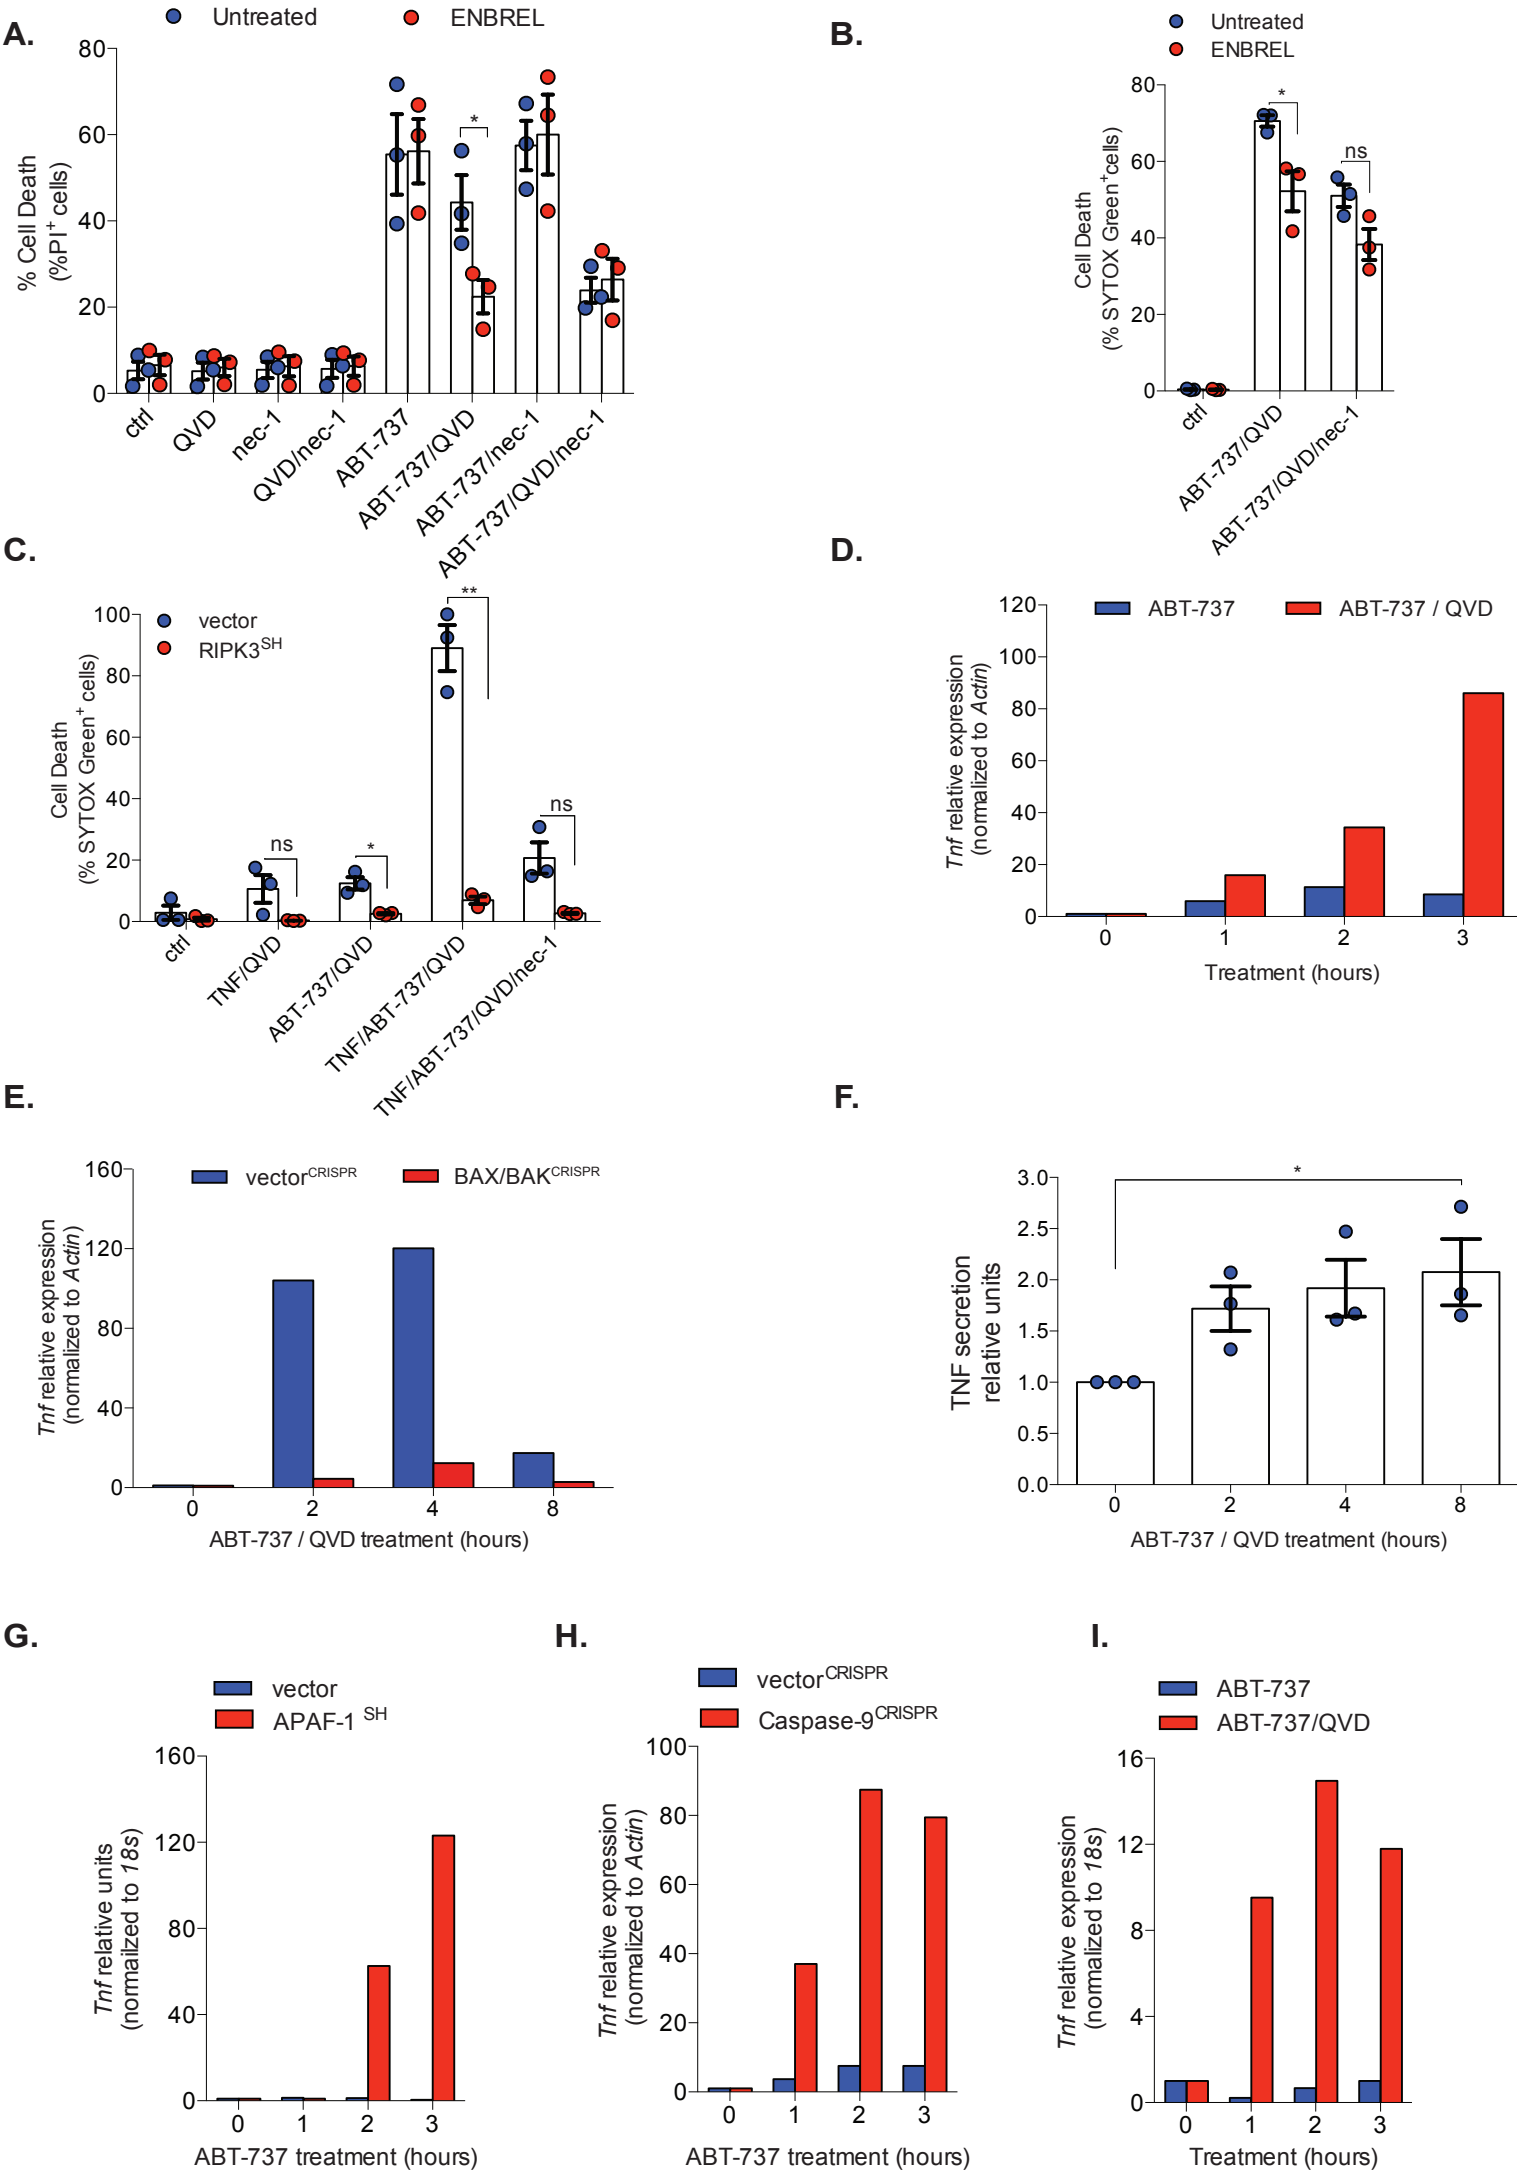 A.
Untreated
ENBREL
% Cell Death
(%PI+ cells)
80
60
40
20
0
ctrl
QVD
nec-1
QVD/nec-1
ABT-737
ABT-737/QVD
ABT-737/nec-1
ABT-737/QVD/nec-1
*
B.
Untreated
ENBREL
Cell Death
(% SYTOX Green+cells)
80
60
40
20
0
*
ns
ctrl
ABT-737/QVD
ABT-737/QVD/nec-1
C.
vector
RIPK3SH
Cell Death
(% SYTOX Green+ cells)
100
80
60
40
20
0
ns
*
**
ns
ctrl
TNF/QVD
ABT-737/QVD
TNF/ABT-737/QVD
TNF/ABT-737/QVD/nec-1
D.
ABT-737
ABT-737 / QVD
Tnf relative expression
(normalized to Actin)
120
100
80
60
40
20
0
0 1 2 3
Treatment (hours)
E.
vectorCRISPR
BAX/BAKCRISPR
Tnf relative expression
(normalized to Actin)
160
120
80
40
0
0 2 4 8
ABT-737 / QVD treatment (hours)
F.
TNF secretion
relative units
3.0
2.5
2.0
1.5
1.0
0.5
0.0
*
0 2 4 8
ABT-737 / QVD treatment (hours)
G.
vector
APAF-1 SH
Tnf relative units
(normailzed to 18s)
160
120
80
40
0
0 1 2 3
ABT-737 treatment (hours)
H.
vectorCRISPR
Caspase-9CRISPR
Tnf relative expression
(normalized to Actin)
100
80
60
40
20
0
0 1 2 3
ABT-737 treatment (hours)
I.
ABT-737
ABT-737/QVD
Tnf relative expression
(normalized to 18s)
16
12
8
4
0
0 1 2 3
Treatment (hours)